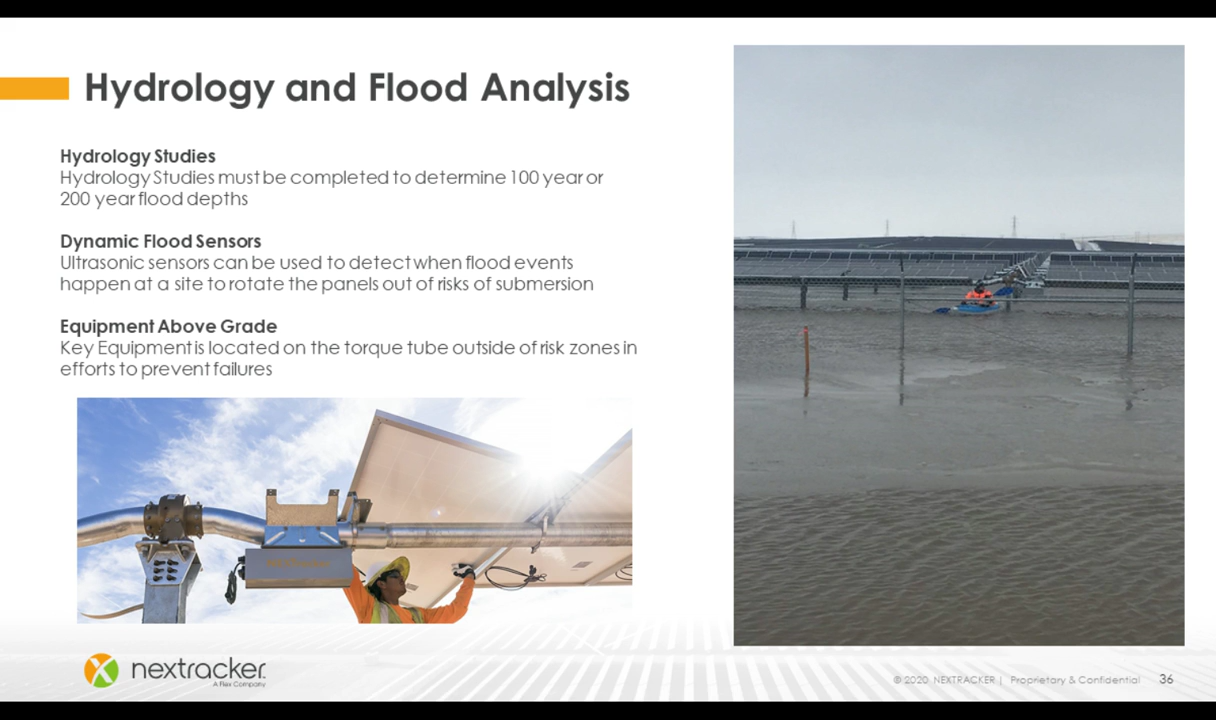 Hydrology and Flood Analysis
Hydrology Studies
Hydrology Studies must be completed to determine 100 year or
200 year flood depths
Dynamic Flood Sensors
Ultrasonic sensors can be used to detect when flood events
happen at a site to rotate the panels out of risks of submersion
Equipment Above Grade
Key Equipment is located on the torque tube outside of risk zones in
efforts to prevent failures
nextracker
A Flex Company
© 2020 NEXTRACKER | Proprietary & Confidential 36